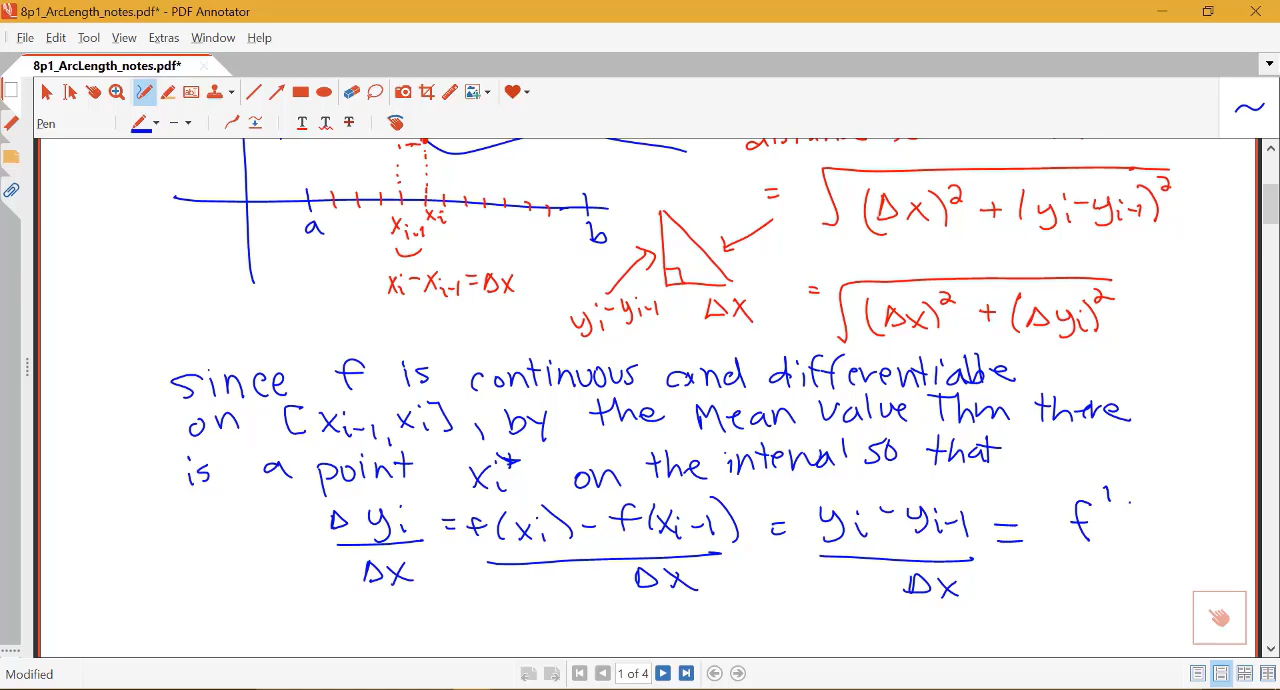 8p1_ArcLength_notes.pdf* - PDF Annotator
File Edit Tool View Extras Window Help
8p1_ArcLength_notes.pdf*
Pen
= √((Δx)² + (yᵢ-yᵢ₋₁)²)
a xᵢ₋₁ xᵢ b
xᵢ-xᵢ₋₁=Δx
yᵢ-yᵢ₋₁ Δx
= √((Δx)² + (Δyᵢ)²)
since f is continuous and differentiable
on [xᵢ₋₁, xᵢ], by the Mean value Thm there
is a point xᵢ* on the interval so that
Δyᵢ/Δx = f(xᵢ) - f(xᵢ₋₁)/Δx = yᵢ-yᵢ₋₁/Δx = f'
Modified
1 of 4